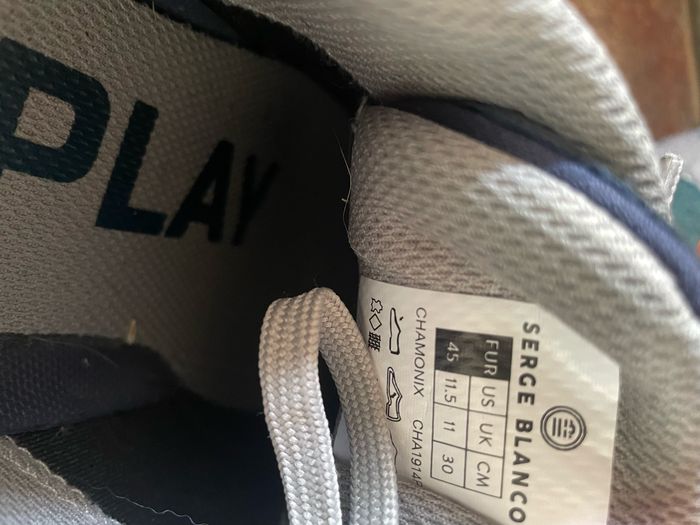 PLAY
SERGE BLANCO
EUR US UK CM
45 11.5 11 30
CHAMONIX CHA1914